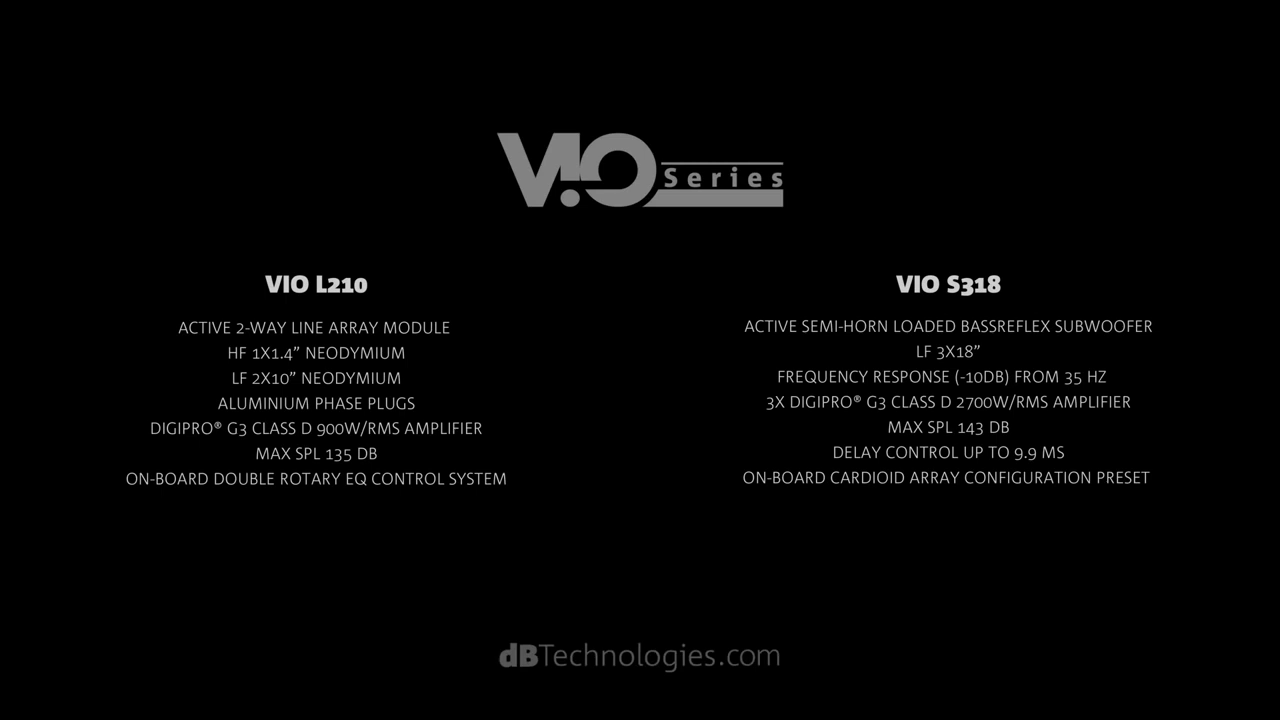 VIO Series
VIO L210
ACTIVE 2-WAY LINE ARRAY MODULE
HF 1X1.4” NEODYMIUM
LF 2X10” NEODYMIUM
ALUMINIUM PHASE PLUGS
DIGIPRO® G3 CLASS D 900W/RMS AMPLIFIER
MAX SPL 135 DB
ON-BOARD DOUBLE ROTARY EQ CONTROL SYSTEM
VIO S318
ACTIVE SEMI-HORN LOADED BASSREFLEX SUBWOOFER
LF 3X18”
FREQUENCY RESPONSE (-10DB) FROM 35 HZ
3X DIGIPRO® G3 CLASS D 2700W/RMS AMPLIFIER
MAX SPL 143 DB
DELAY CONTROL UP TO 9.9 MS
ON-BOARD CARDIOID ARRAY CONFIGURATION PRESET
dBTechnologies.com